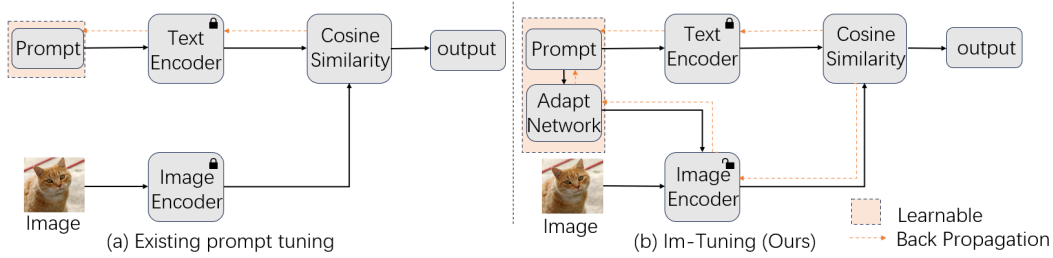 Prompt
Text
Encoder
Cosine
Similarity
output
Image
Encoder
Image
(a) Existing prompt tuning
Prompt
Text
Encoder
Cosine
Similarity
output
Adapt
Network
Image
Encoder
Image
Learnable
Back Propagation
(b) Im-Tuning (Ours)